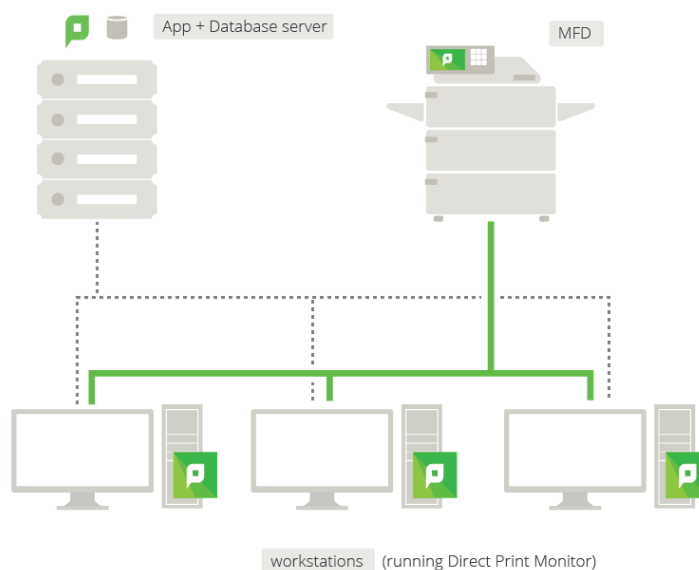 App + Database server
MFD
workstations (running Direct Print Monitor)